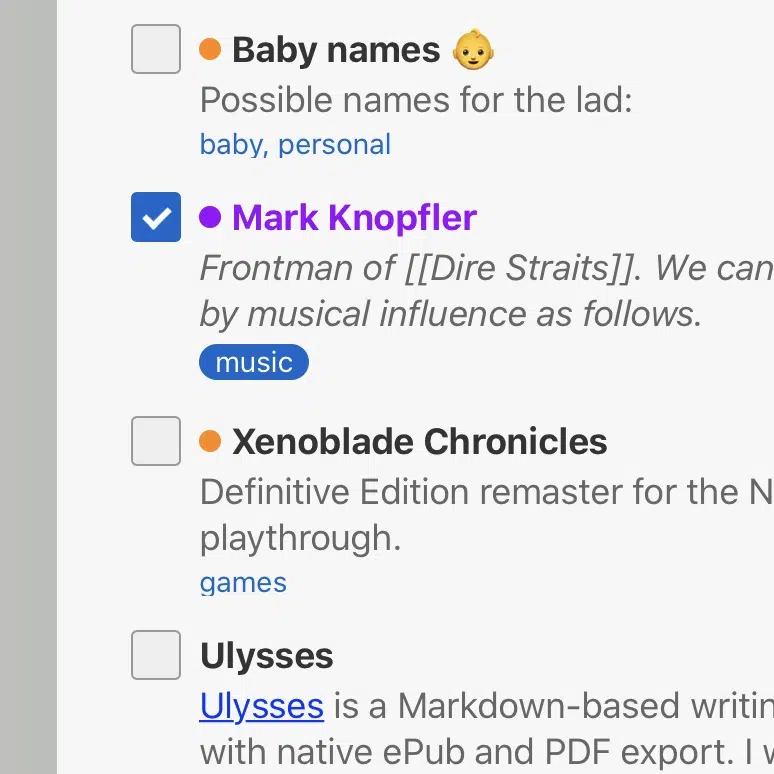 Baby names 👶
Possible names for the lad:
baby, personal
Mark Knopfler
Frontman of [[Dire Straits]]. We can
by musical influence as follows.
music
Xenoblade Chronicles
Definitive Edition remaster for the N
playthrough.
games
Ulysses
Ulysses is a Markdown-based writin
with native ePub and PDF export. I w